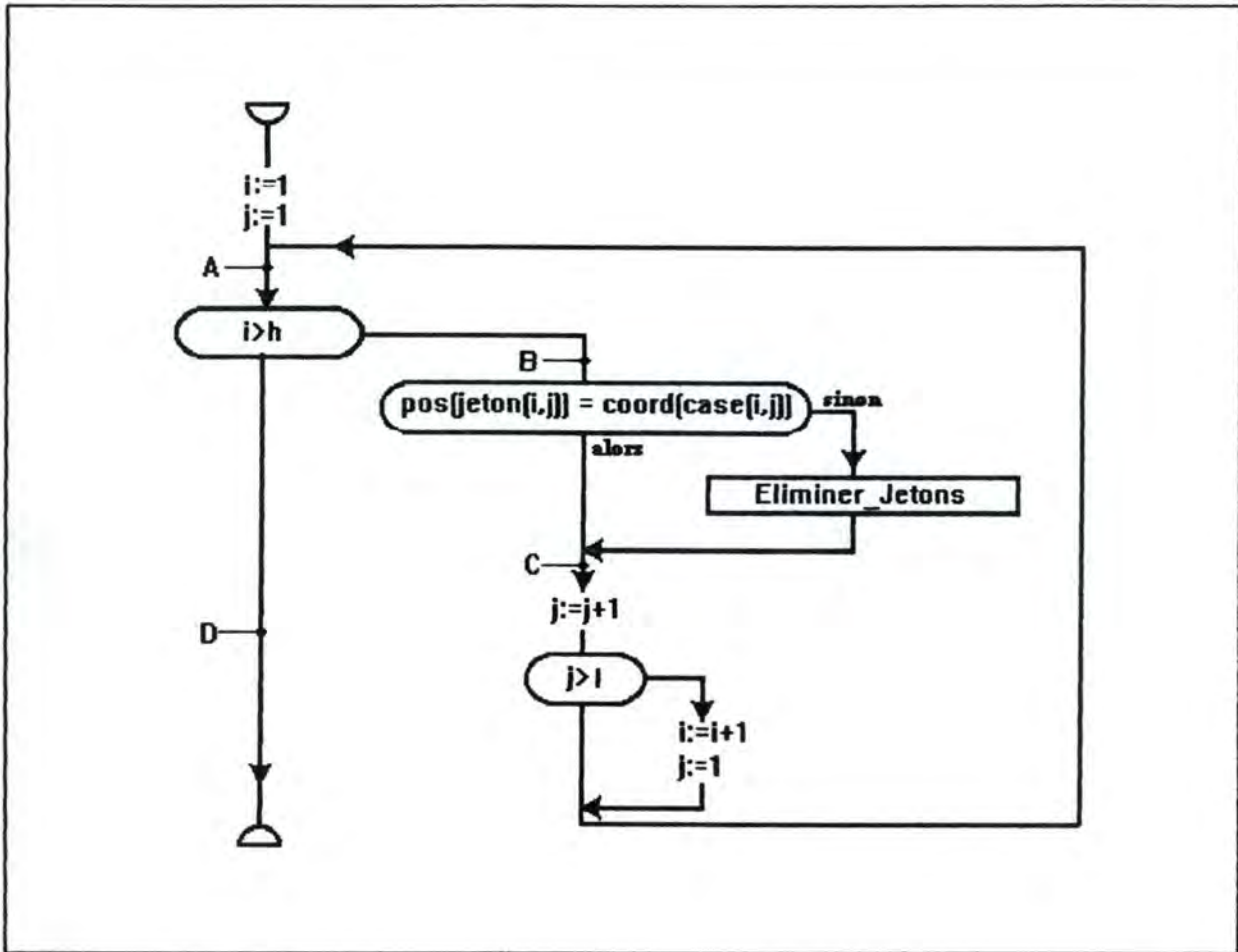 i:=1
j:=1
A
i>h
B
pos(jeton(i,j)) = coord(case(i,j))
sinon
alors
Eliminer_Jetons
C
j:=j+1
D
j>l
i:=i+1
j:=1